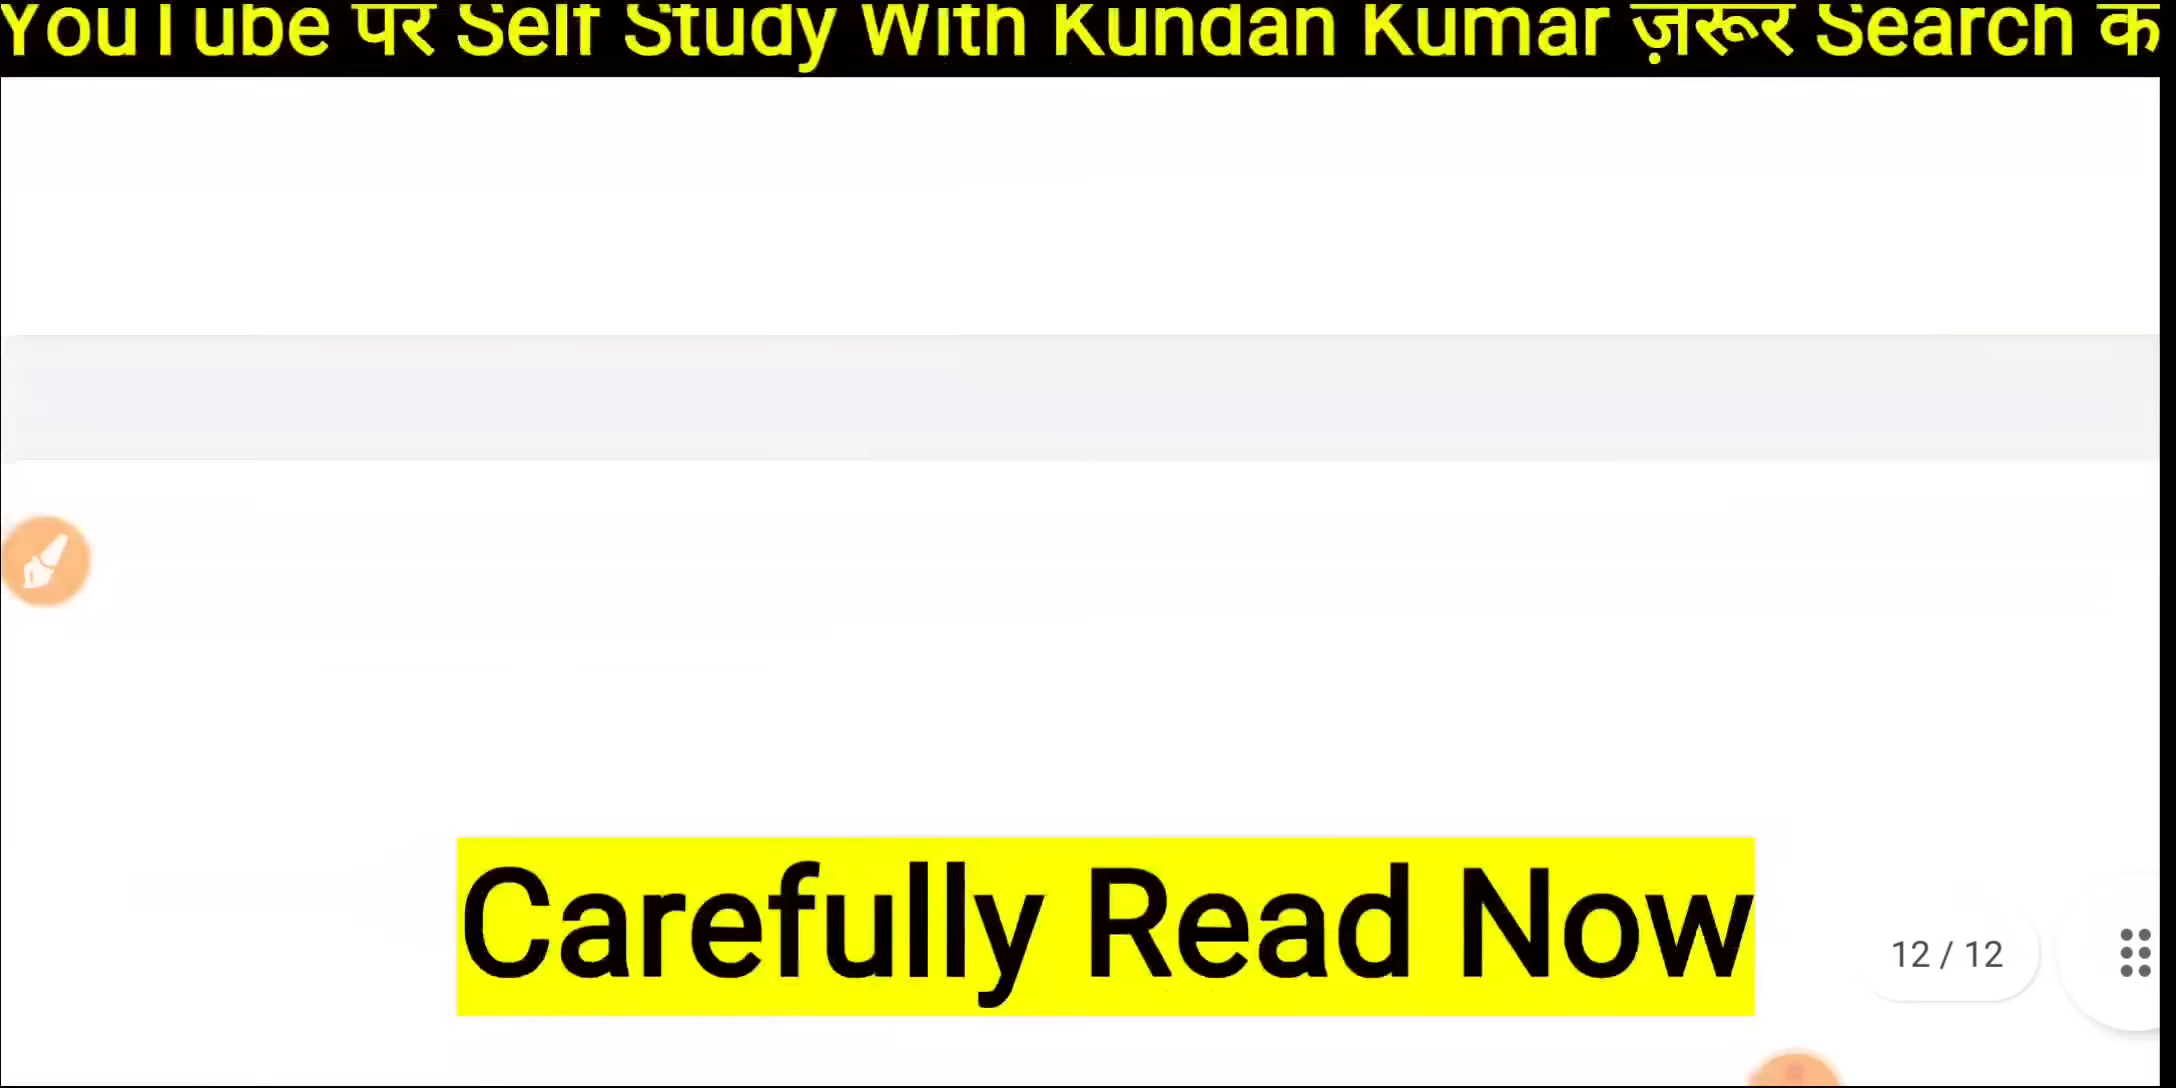 YouTube पर Self Study With Kundan Kumar ज़रूर Search क
Carefully Read Now
12 / 12